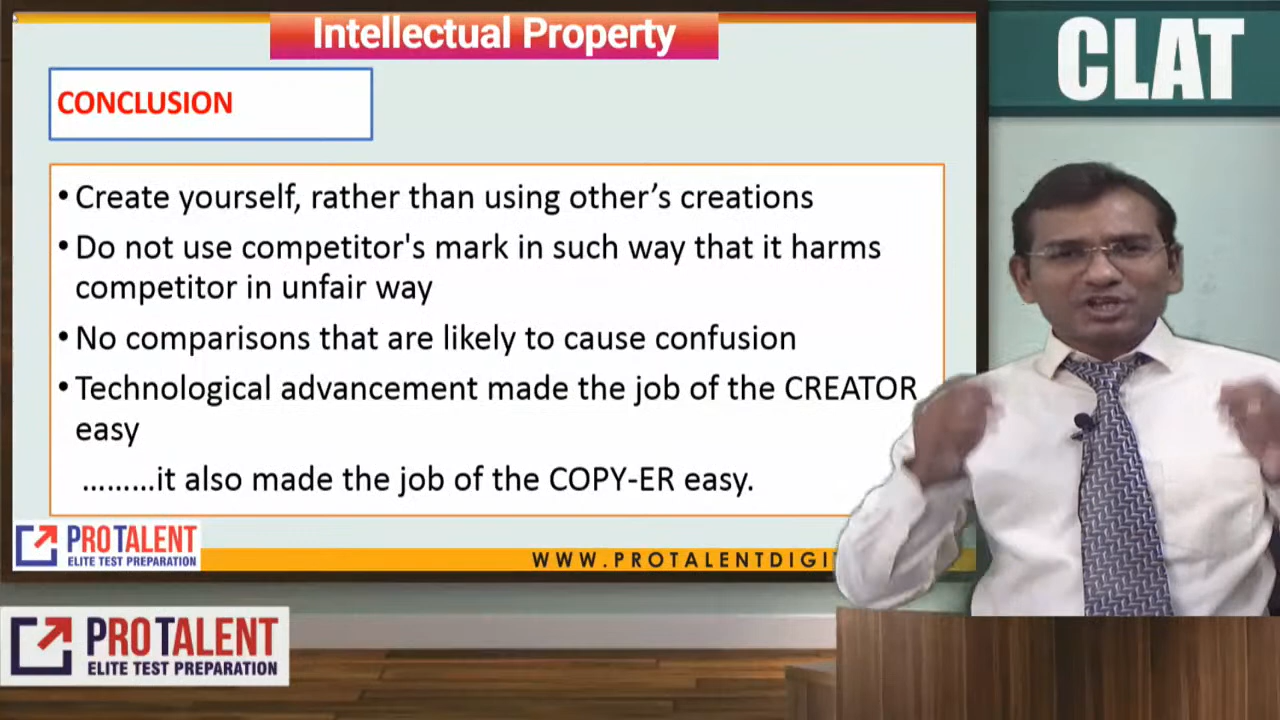 Intellectual Property
CLAT
CONCLUSION
• Create yourself, rather than using other’s creations
• Do not use competitor's mark in such way that it harms
competitor in unfair way
• No comparisons that are likely to cause confusion
• Technological advancement made the job of the CREATOR
easy
.........it also made the job of the COPY-ER easy.
PROTALENT
ELITE TEST PREPARATION
WWW.PROTALENTDIGI
PROTALENT
ELITE TEST PREPARATION